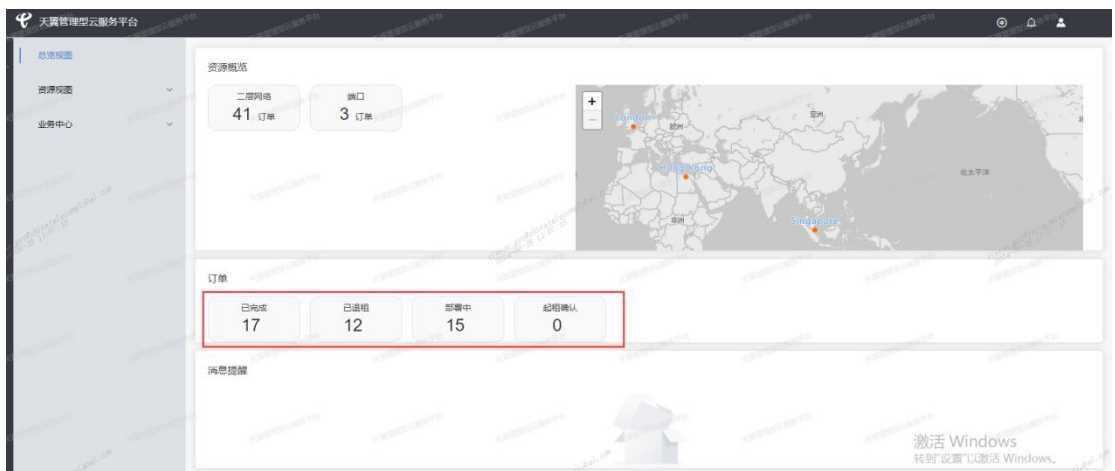 天翼管理型云服务平台
总览视图
资源视图
业务中心
资源概览
二层网络
41 订单
端口
3 订单
+
−
London
欧洲
亚洲
Hong Kong
非洲
Singapore
北太平洋
订单
已完成
17
已退租
12
部署中
15
起租确认
0
消息提醒
激活 Windows
转到"设置"以激活 Windows。